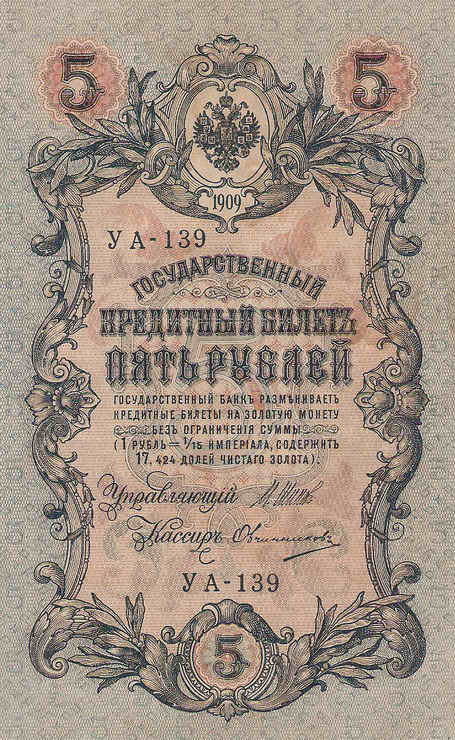 5 5
1909
УА-139
ГОСУДАРСТВЕННЫЙ
КРЕДИТНЫЙ БИЛЕТЪ
ПЯТЬ РУБЛЕЙ
ГОСУДАРСТВЕННЫЙ БАНКЪ РАЗМѢНИВАЕТЪ
КРЕДИТНЫЕ БИЛЕТЫ НА ЗОЛОТУЮ МОНЕТУ
БЕЗЪ ОГРАНИЧЕНІЯ СУММЫ
(1 РУБЛЬ = 1/15 ИМПЕРІАЛА, СОДЕРЖИТЪ
17,424 ДОЛЕЙ ЧИСТАГО ЗОЛОТА).
Управляющій
Кассиръ Овчинниковъ
УА-139
5